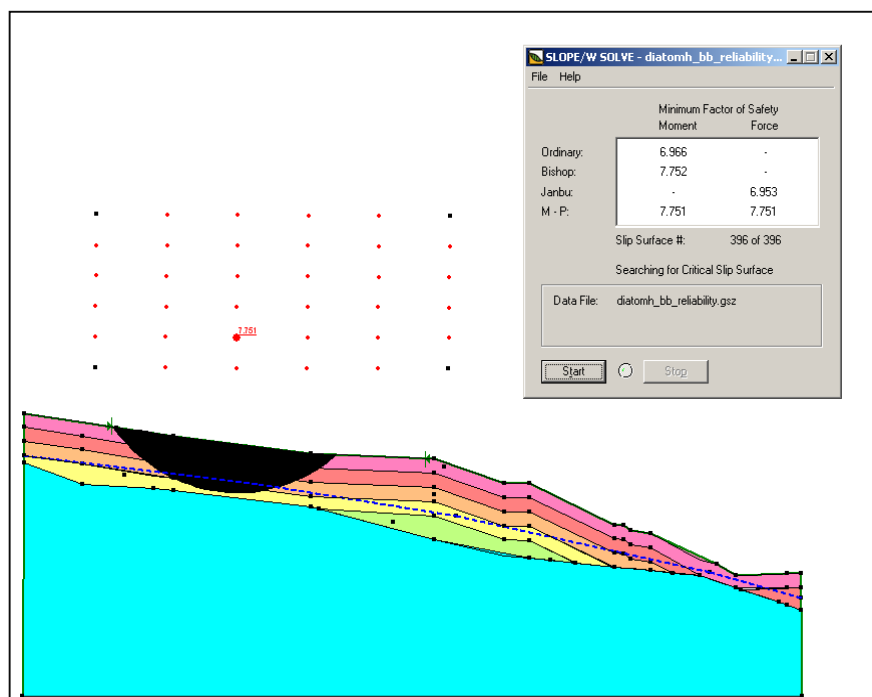 SLOPE/W SOLVE - diatomh_bb_reliability...
File Help
Minimum Factor of Safety
Moment Force
Ordinary: 6.966 -
Bishop: 7.752 -
Janbu: - 6.953
M - P: 7.751 7.751
Slip Surface #: 396 of 396
Searching for Critical Slip Surface
Data File: diatomh_bb_reliability.gsz
Start Stop
7.751